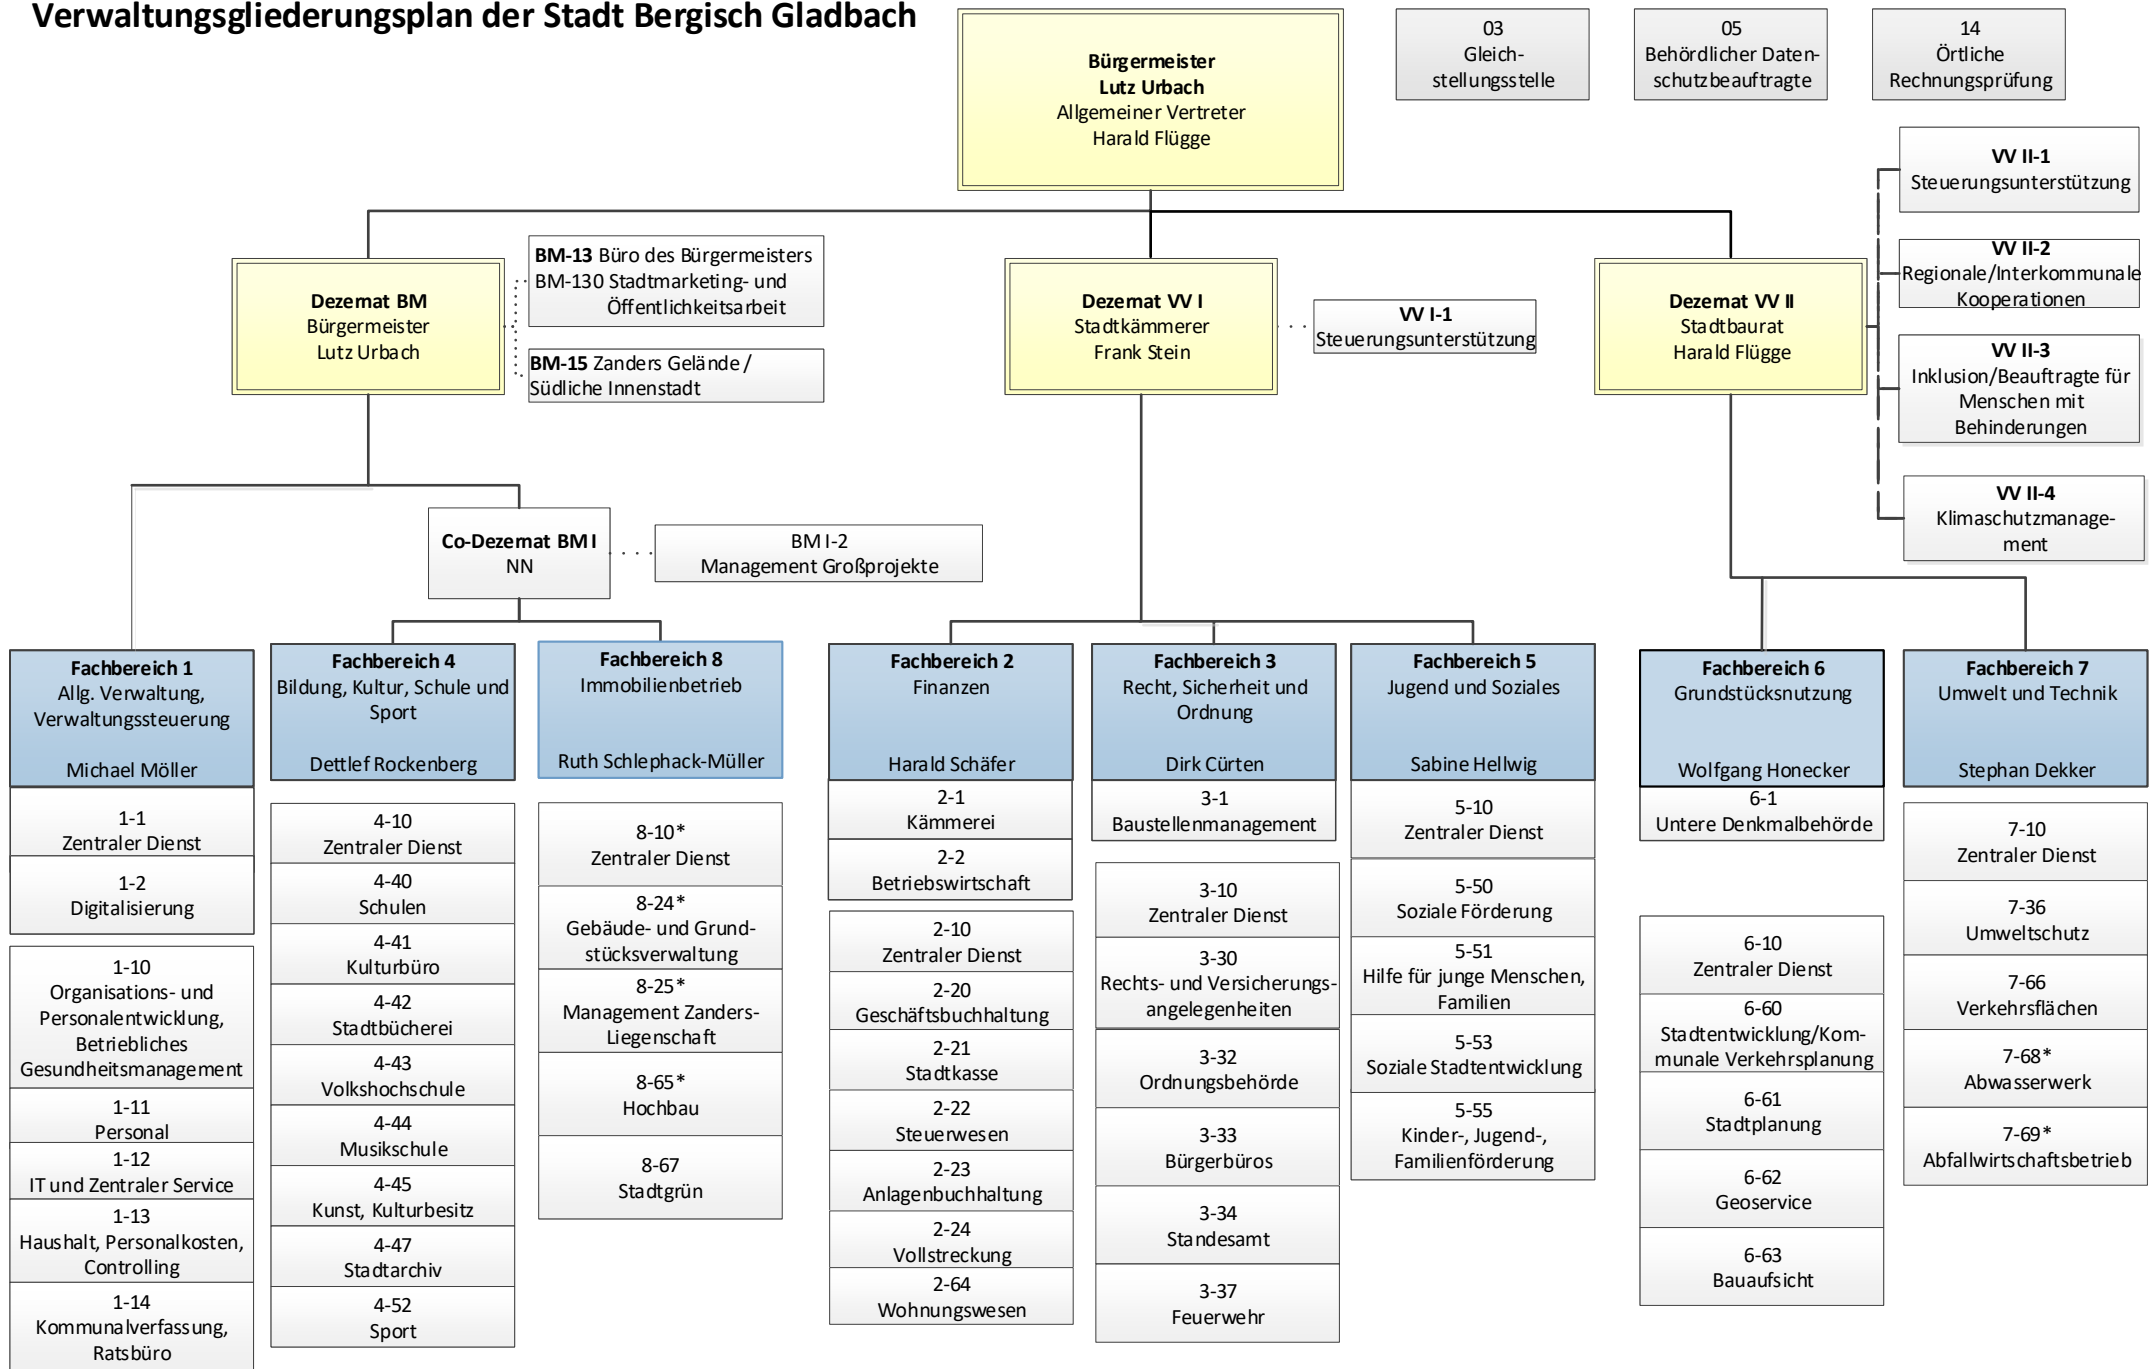 Verwaltungsgliederungsplan der Stadt Bergisch Gladbach
Bürgermeister
Lutz Urbach
Allgemeiner Vertreter
Harald Flügge
03
Gleich-
stellungsstelle
05
Behördlicher Daten-
schutzbeauftragte
14
Örtliche
Rechnungsprüfung
VV II-1
Steuerungsunterstützung
VV II-2
Regionale/Interkommunale
Kooperationen
VV II-3
Inklusion/Beauftragte für
Menschen mit
Behinderungen
VV II-4
Klimaschutzmanage-
ment
Dezernat BM
Bürgermeister
Lutz Urbach
BM-13 Büro des Bürgermeisters
BM-130 Stadtmarketing- und
Öffentlichkeitsarbeit
BM-15 Zanders Gelände /
Südliche Innenstadt
Dezernat VV I
Stadtkämmerer
Frank Stein
VV I-1
Steuerungsunterstützung
Dezernat VV II
Stadtbaurat
Harald Flügge
Co-Dezernat BM I
NN
BM I-2
Management Großprojekte
Fachbereich 1
Allg. Verwaltung,
Verwaltungssteuerung
Michael Möller
1-1
Zentraler Dienst
1-2
Digitalisierung
1-10
Organisations- und
Personalentwicklung,
Betriebliches
Gesundheitsmanagement
1-11
Personal
1-12
IT und Zentraler Service
1-13
Haushalt, Personalkosten,
Controlling
1-14
Kommunalverfassung,
Ratsbüro
Fachbereich 4
Bildung, Kultur, Schule und
Sport
Dettlef Rockenberg
4-10
Zentraler Dienst
4-40
Schulen
4-41
Kulturbüro
4-42
Stadtbücherei
4-43
Volkshochschule
4-44
Musikschule
4-45
Kunst, Kulturbesitz
4-47
Stadtarchiv
4-52
Sport
Fachbereich 8
Immobilienbetrieb
Ruth Schlephack-Müller
8-10*
Zentraler Dienst
8-24*
Gebäude- und Grund-
stücksverwaltung
8-25*
Management Zanders-
Liegenschaft
8-65*
Hochbau
8-67
Stadtgrün
Fachbereich 2
Finanzen
Harald Schäfer
2-1
Kämmerei
2-2
Betriebswirtschaft
2-10
Zentraler Dienst
2-20
Geschäftsbuchhaltung
2-21
Stadtkasse
2-22
Steuerwesen
2-23
Anlagenbuchhaltung
2-24
Vollstreckung
2-64
Wohnungswesen
Fachbereich 3
Recht, Sicherheit und
Ordnung
Dirk Cürten
3-1
Baustellenmanagement
3-10
Zentraler Dienst
3-30
Rechts- und Versicherungs-
angelegenheiten
3-32
Ordnungsbehörde
3-33
Bürgerbüros
3-34
Standesamt
3-37
Feuerwehr
Fachbereich 5
Jugend und Soziales
Sabine Hellwig
5-10
Zentraler Dienst
5-50
Soziale Förderung
5-51
Hilfe für junge Menschen,
Familien
5-53
Soziale Stadtentwicklung
5-55
Kinder-, Jugend-,
Familienförderung
Fachbereich 6
Grundstücksnutzung
Wolfgang Honecker
6-1
Untere Denkmalbehörde
6-10
Zentraler Dienst
6-60
Stadtentwicklung/Kom-
munale Verkehrsplanung
6-61
Stadtplanung
6-62
Geoservice
6-63
Bauaufsicht
Fachbereich 7
Umwelt und Technik
Stephan Dekker
7-10
Zentraler Dienst
7-36
Umweltschutz
7-66
Verkehrsflächen
7-68*
Abwasserwerk
7-69*
Abfallwirtschaftsbetrieb